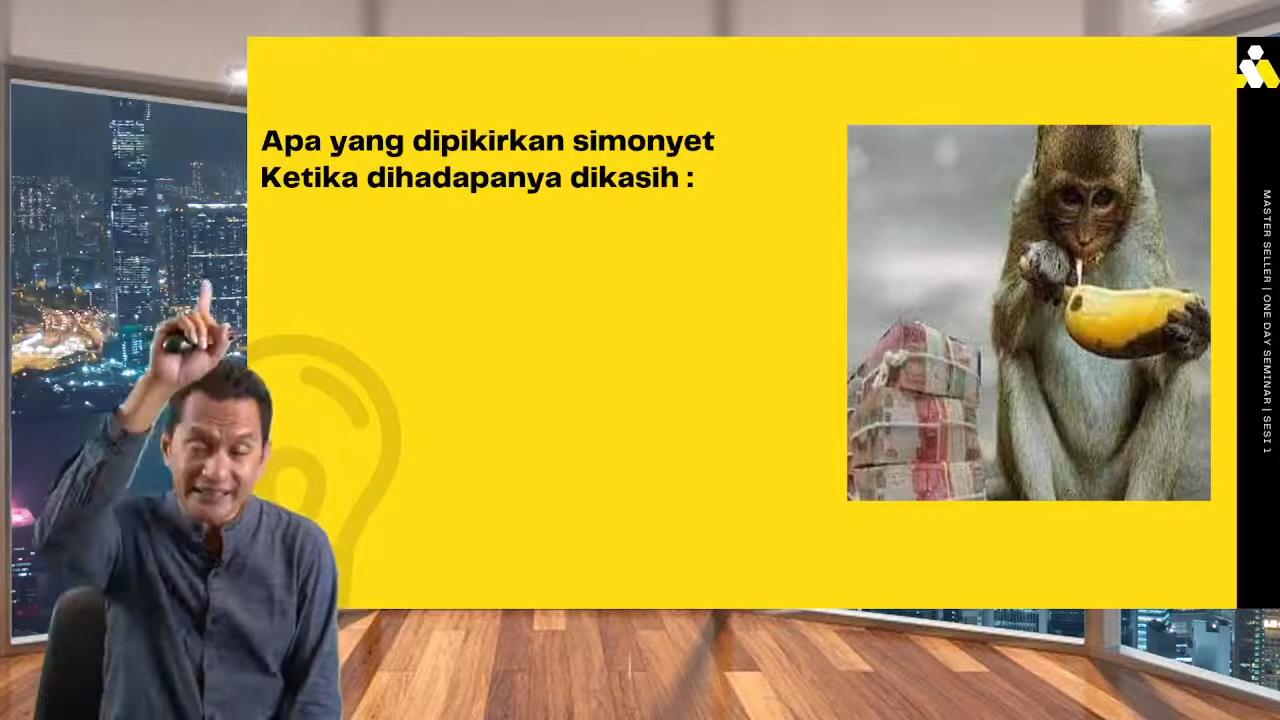 Apa yang dipikirkan simonyet
Ketika dihadapanya dikasih :
MASTER SELLER | ONE DAY SEMINAR | SESI 1